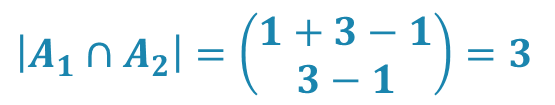 |A₁ ∩ A₂| = (1 + 3 − 1
3 − 1) = 3